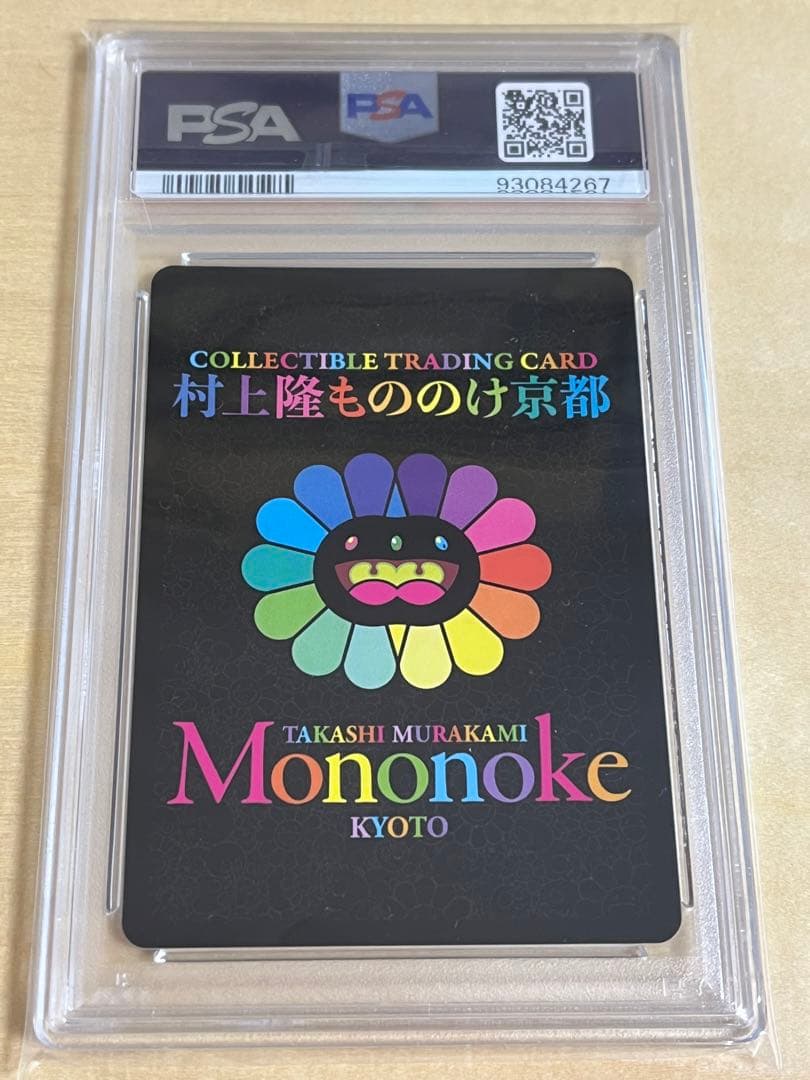 PSA
PSA
93084267
COLLECTIBLE TRADING CARD
村上隆もののけ京都
TAKASHI MURAKAMI
Mononoke
KYOTO